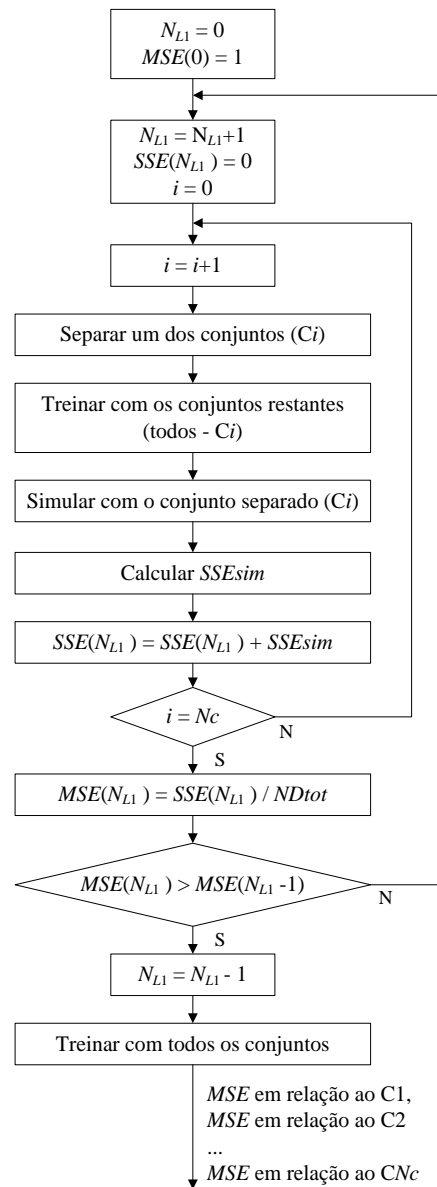 N_L1 = 0
MSE(0) = 1
N_L1 = N_L1+1
SSE(N_L1 ) = 0
i = 0
i = i+1
Separar um dos conjuntos (Ci)
Treinar com os conjuntos restantes
(todos - Ci)
Simular com o conjunto separado (Ci)
Calcular SSEsim
SSE(N_L1 ) = SSE(N_L1 ) + SSEsim
i = Nc
N
S
MSE(N_L1 ) = SSE(N_L1 ) / NDtot
MSE(N_L1 ) > MSE(N_L1 -1)
N
S
N_L1 = N_L1 - 1
Treinar com todos os conjuntos
MSE em relação ao C1,
MSE em relação ao C2
...
MSE em relação ao CNc